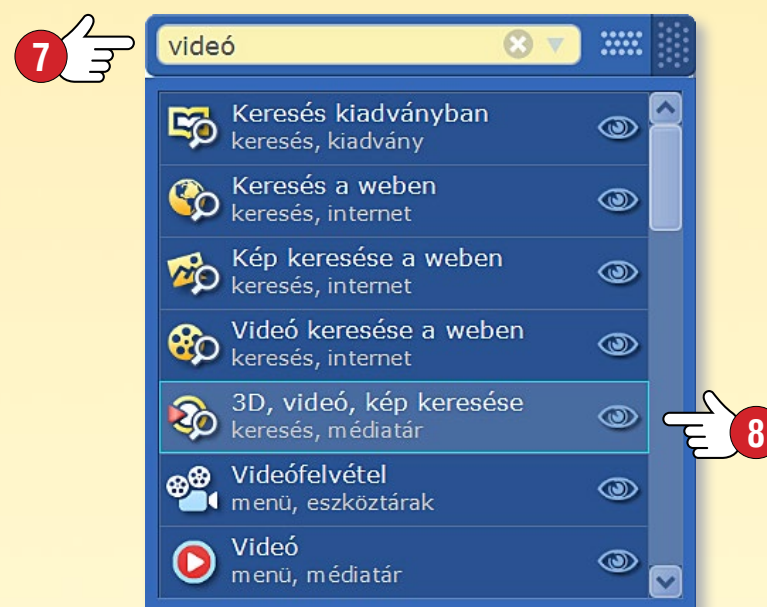 7
videó
Keresés kiadványban
keresés, kiadvány
Keresés a weben
keresés, internet
Kép keresése a weben
keresés, internet
Videó keresése a weben
keresés, internet
3D, videó, kép keresése
keresés, médiatár
8
Videófelvétel
menü, eszköztárak
Videó
menü, médiatár